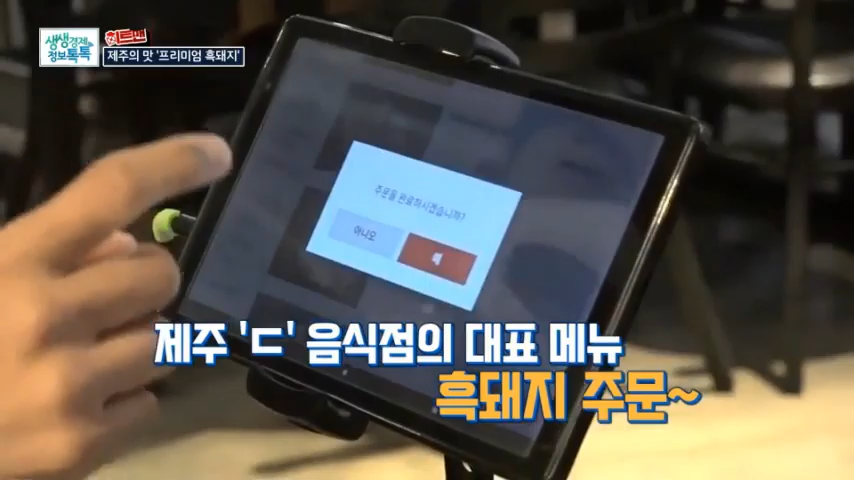 생생경제
정보톡톡
히트맨
제주의 맛 '프리미엄 흑돼지'
주문을 완료하시겠습니까?
아니오
예
제주 'ㄷ' 음식점의 대표 메뉴
흑돼지 주문~